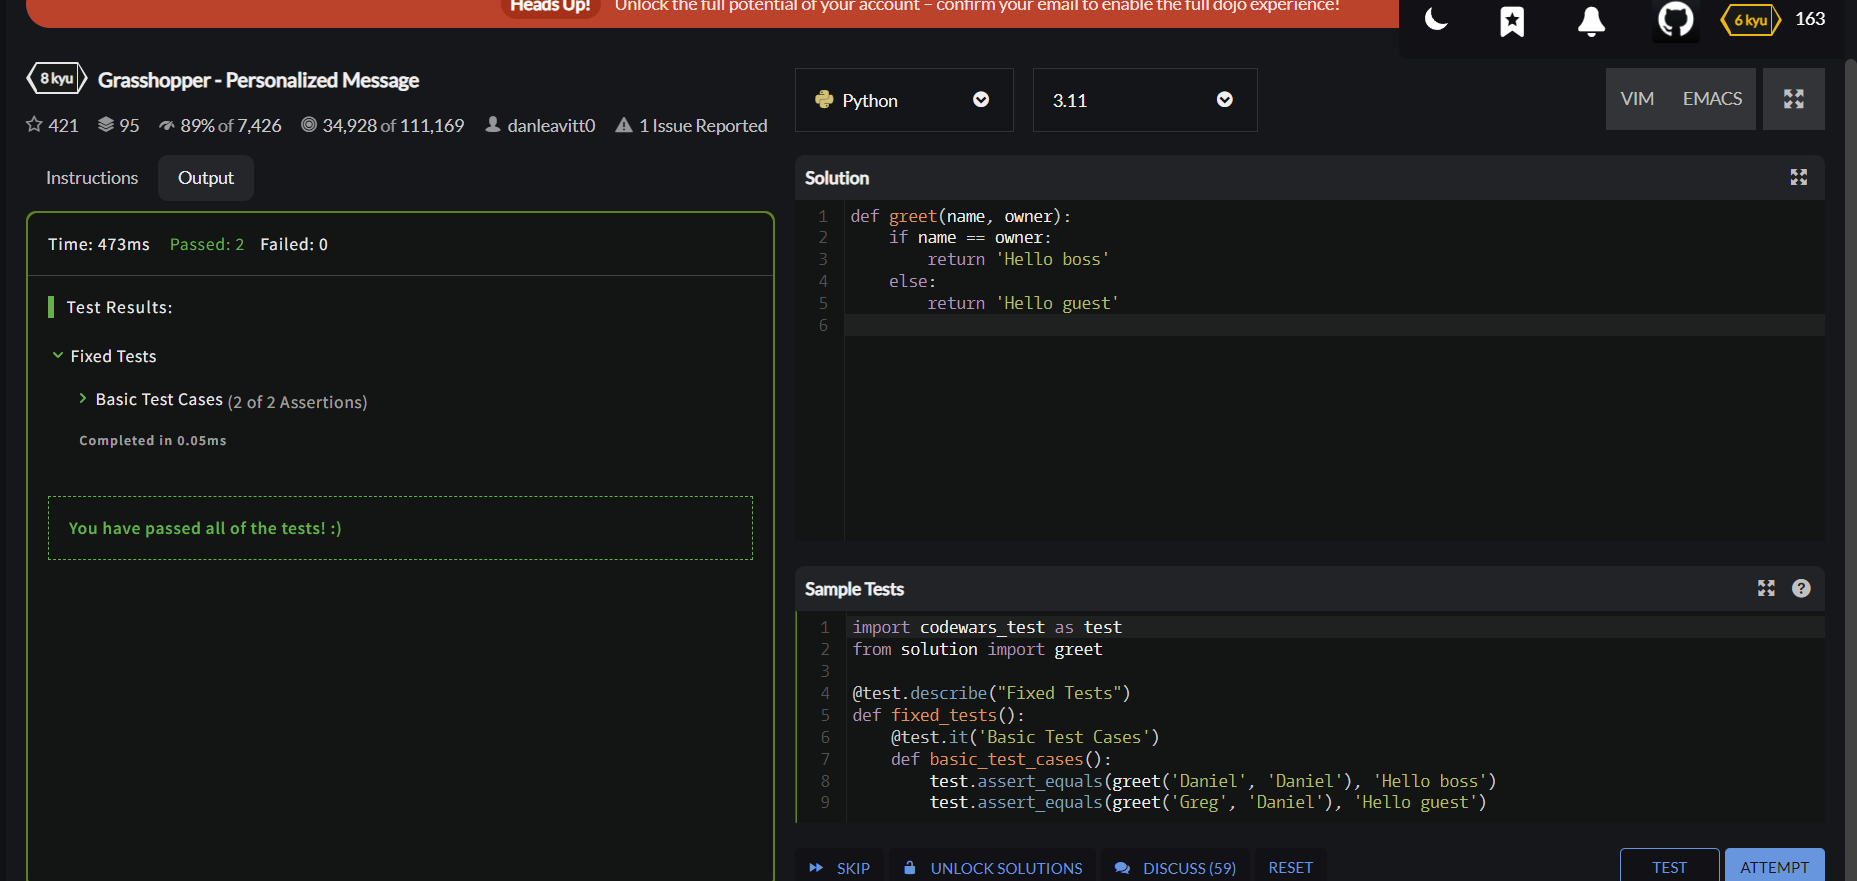 Heads Up! Unlock the full potential of your account – confirm your email to enable the full dojo experience!
6 kyu 163
8 kyu Grasshopper - Personalized Message
421 95 89% of 7,426 34,928 of 111,169 danleavitt0 1 Issue Reported
Python 3.11
VIM EMACS
Instructions Output
Time: 473ms Passed: 2 Failed: 0
Test Results:
Fixed Tests
Basic Test Cases (2 of 2 Assertions)
Completed in 0.05ms
You have passed all of the tests! :)
Solution
1 def greet(name, owner):
2     if name == owner:
3         return 'Hello boss'
4     else:
5         return 'Hello guest'
6
Sample Tests
?
1 import codewars_test as test
2 from solution import greet
3
4 @test.describe("Fixed Tests")
5 def fixed_tests():
6     @test.it('Basic Test Cases')
7     def basic_test_cases():
8         test.assert_equals(greet('Daniel', 'Daniel'), 'Hello boss')
9         test.assert_equals(greet('Greg', 'Daniel'), 'Hello guest')
SKIP UNLOCK SOLUTIONS DISCUSS (59) RESET TEST ATTEMPT